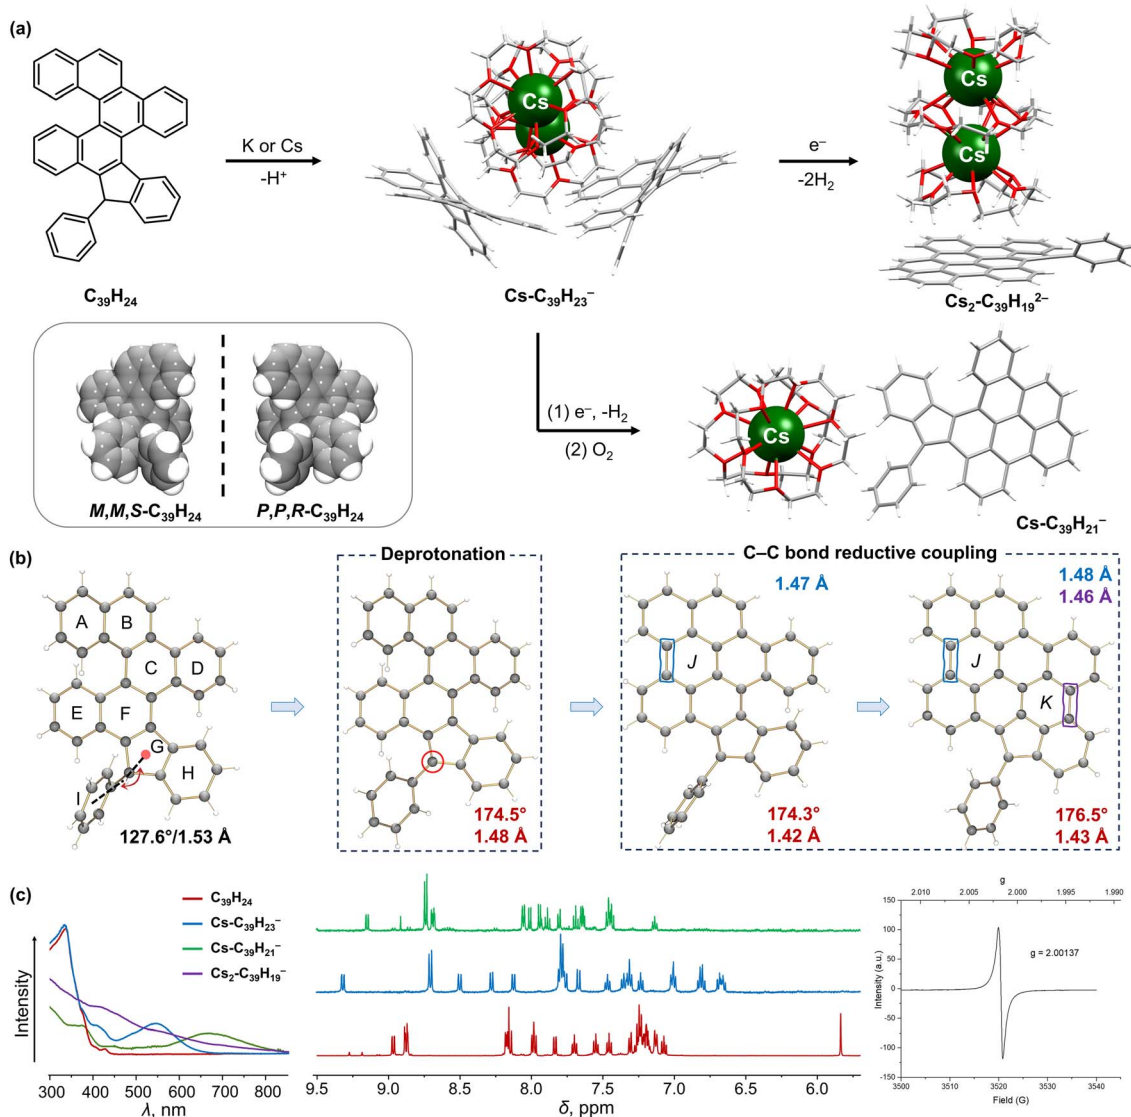 (a)
K or Cs
-H⁺
Cs
e⁻
-2H₂
Cs
Cs
C₃₉H₂₄
Cs-C₃₉H₂₃⁻
Cs₂-C₃₉H₁₉²⁻
M,M,S-C₃₉H₂₄
P,P,R-C₃₉H₂₄
(1) e⁻, -H₂
(2) O₂
Cs
Cs-C₃₉H₂₁⁻
(b)
Deprotonation
C–C bond reductive coupling
A
B
C
D
E
F
G
H
I
127.6°/1.53 Å
174.5°
1.48 Å
1.47 Å
J
174.3°
1.42 Å
1.48 Å
1.46 Å
J
K
176.5°
1.43 Å
(c)
C₃₉H₂₄
Cs-C₃₉H₂₃⁻
Cs-C₃₉H₂₁⁻
Cs₂-C₃₉H₁₉⁻
Intensity
300 400 500 600 700 800
λ, nm
9.5 9.0 8.5 8.0 7.5 7.0 6.5 6.0
δ, ppm
g
2.010 2.005 2.000 1.995 1.990
150
100
50
0
-50
-100
-150
Intensity (a.u.)
g = 2.00137
3500 3510 3520 3530 3540
Field (G)